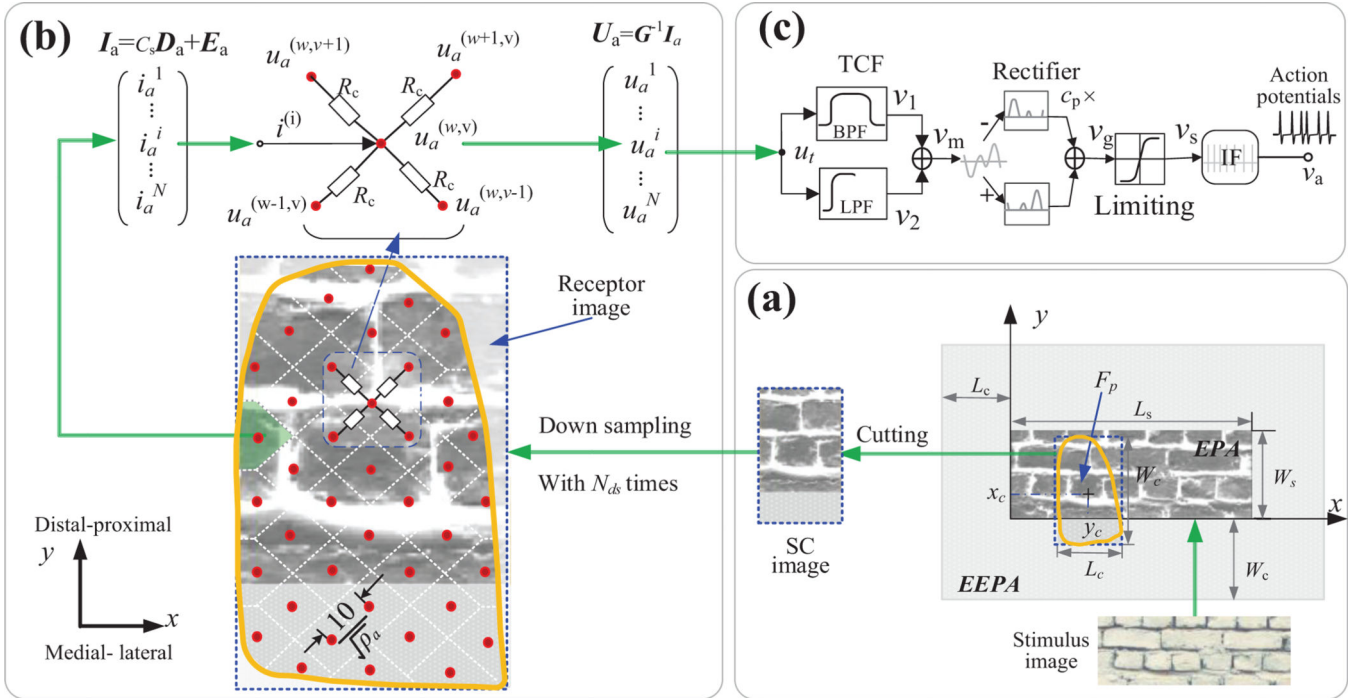 (b)
I_a=C_sD_a+E_a
i_a^1
⋮
i_a^i
⋮
i_a^N
i^(i)
u_a^(w,v+1)
u_a^(w+1,v)
R_c
R_c
u_a^(w,v)
R_c
R_c
u_a^(w-1,v)
u_a^(w,v-1)
U_a=G^-1I_a
u_a^1
⋮
u_a^i
⋮
u_a^N
Receptor
image
Down sampling
With N_ds times
10/√ρ_a
Distal-proximal
y
x
Medial- lateral
(c)
TCF
BPF
LPF
u_t
v_1
v_2
v_m
Rectifier
c_p ×
-
+
v_g
Limiting
v_s
IF
Action
potentials
v_a
(a)
y
x
L_c
F_p
L_s
Cutting
EPA
W_c
W_s
x_c
y_c
L_c
W_c
EEPA
SC
image
Stimulus
image